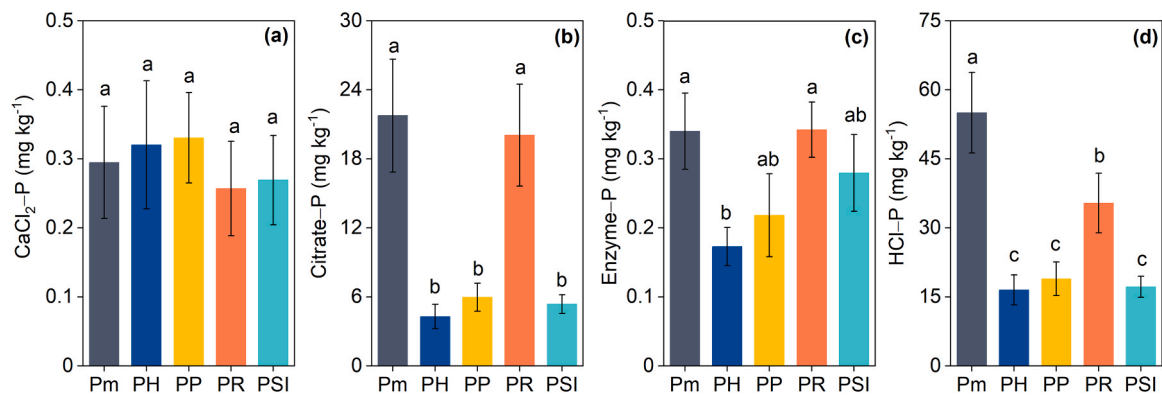 (a)
CaCl₂–P (mg kg⁻¹)
0.5
0.4
0.3
0.2
0.1
0
a a a a a
Pm PH PP PR PSI
(b)
Citrate–P (mg kg⁻¹)
30
24
18
12
6
0
a b b a b
Pm PH PP PR PSI
(c)
Enzyme–P (mg kg⁻¹)
0.5
0.4
0.3
0.2
0.1
0
a b ab a ab
Pm PH PP PR PSI
(d)
HCl–P (mg kg⁻¹)
75
60
45
30
15
0
a c c b c
Pm PH PP PR PSI